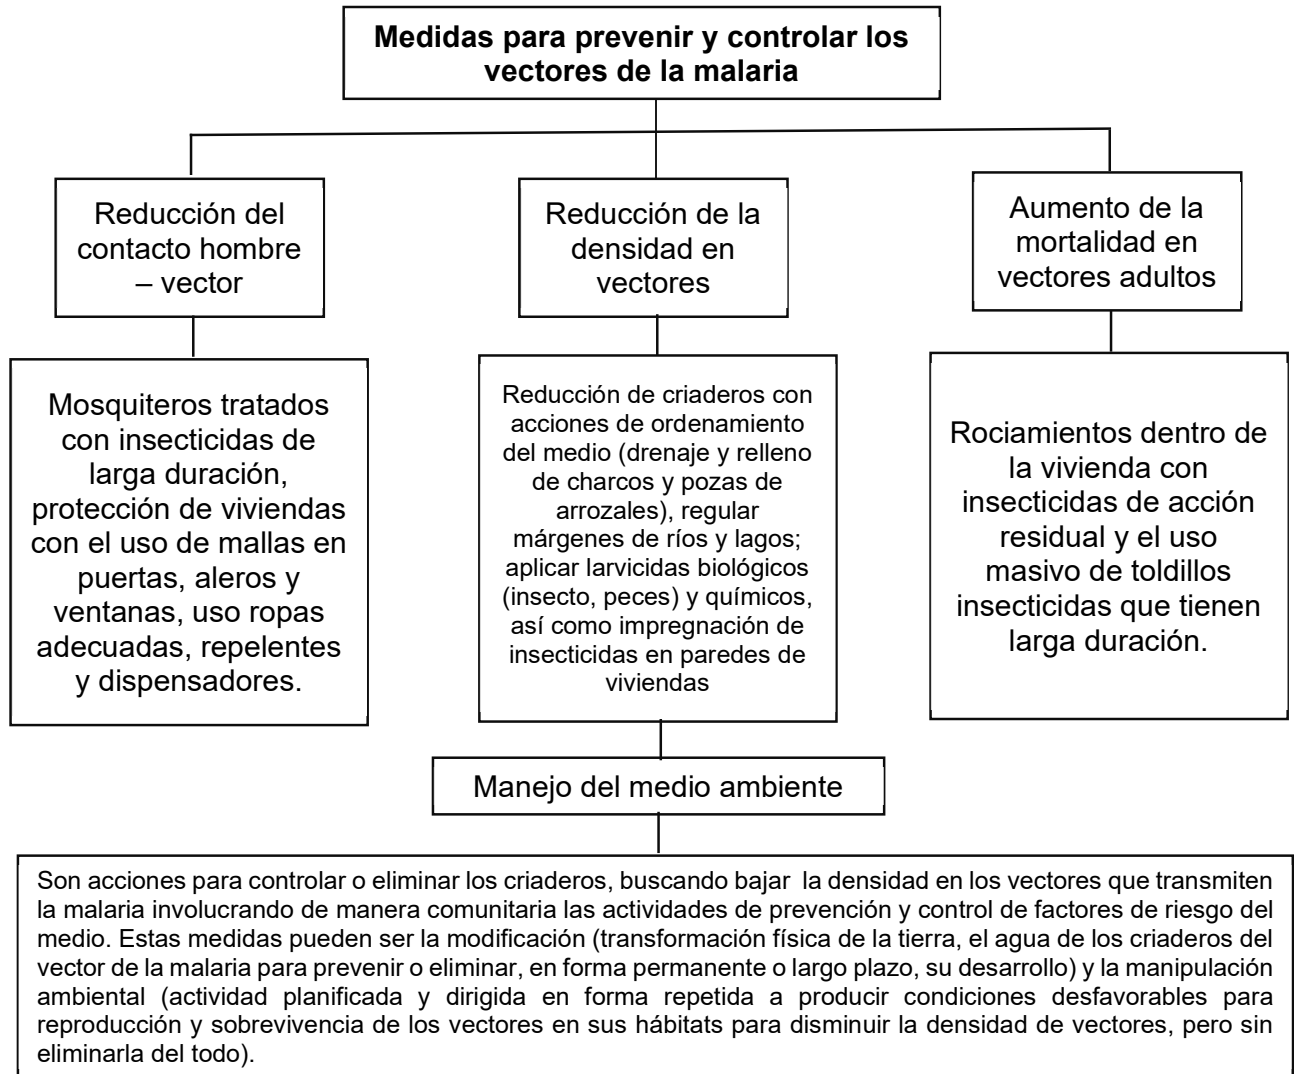 Medidas para prevenir y controlar los
vectores de la malaria
Reducción del
contacto hombre
– vector
Reducción de la
densidad en
vectores
Aumento de la
mortalidad en
vectores adultos
Mosquiteros tratados
con insecticidas de
larga duración,
protección de viviendas
con el uso de mallas en
puertas, aleros y
ventanas, uso ropas
adecuadas, repelentes
y dispensadores.
Reducción de criaderos con
acciones de ordenamiento
del medio (drenaje y relleno
de charcos y pozas de
arrozales), regular
márgenes de ríos y lagos;
aplicar larvicidas biológicos
(insecto, peces) y químicos,
así como impregnación de
insecticidas en paredes de
viviendas
Rociamientos dentro de
la vivienda con
insecticidas de acción
residual y el uso
masivo de toldillos
insecticidas que tienen
larga duración.
Manejo del medio ambiente
Son acciones para controlar o eliminar los criaderos, buscando bajar la densidad en los vectores que transmiten
la malaria involucrando de manera comunitaria las actividades de prevención y control de factores de riesgo del
medio. Estas medidas pueden ser la modificación (transformación física de la tierra, el agua de los criaderos del
vector de la malaria para prevenir o eliminar, en forma permanente o largo plazo, su desarrollo) y la manipulación
ambiental (actividad planificada y dirigida en forma repetida a producir condiciones desfavorables para
reproducción y sobrevivencia de los vectores en sus hábitats para disminuir la densidad de vectores, pero sin
eliminarla del todo).